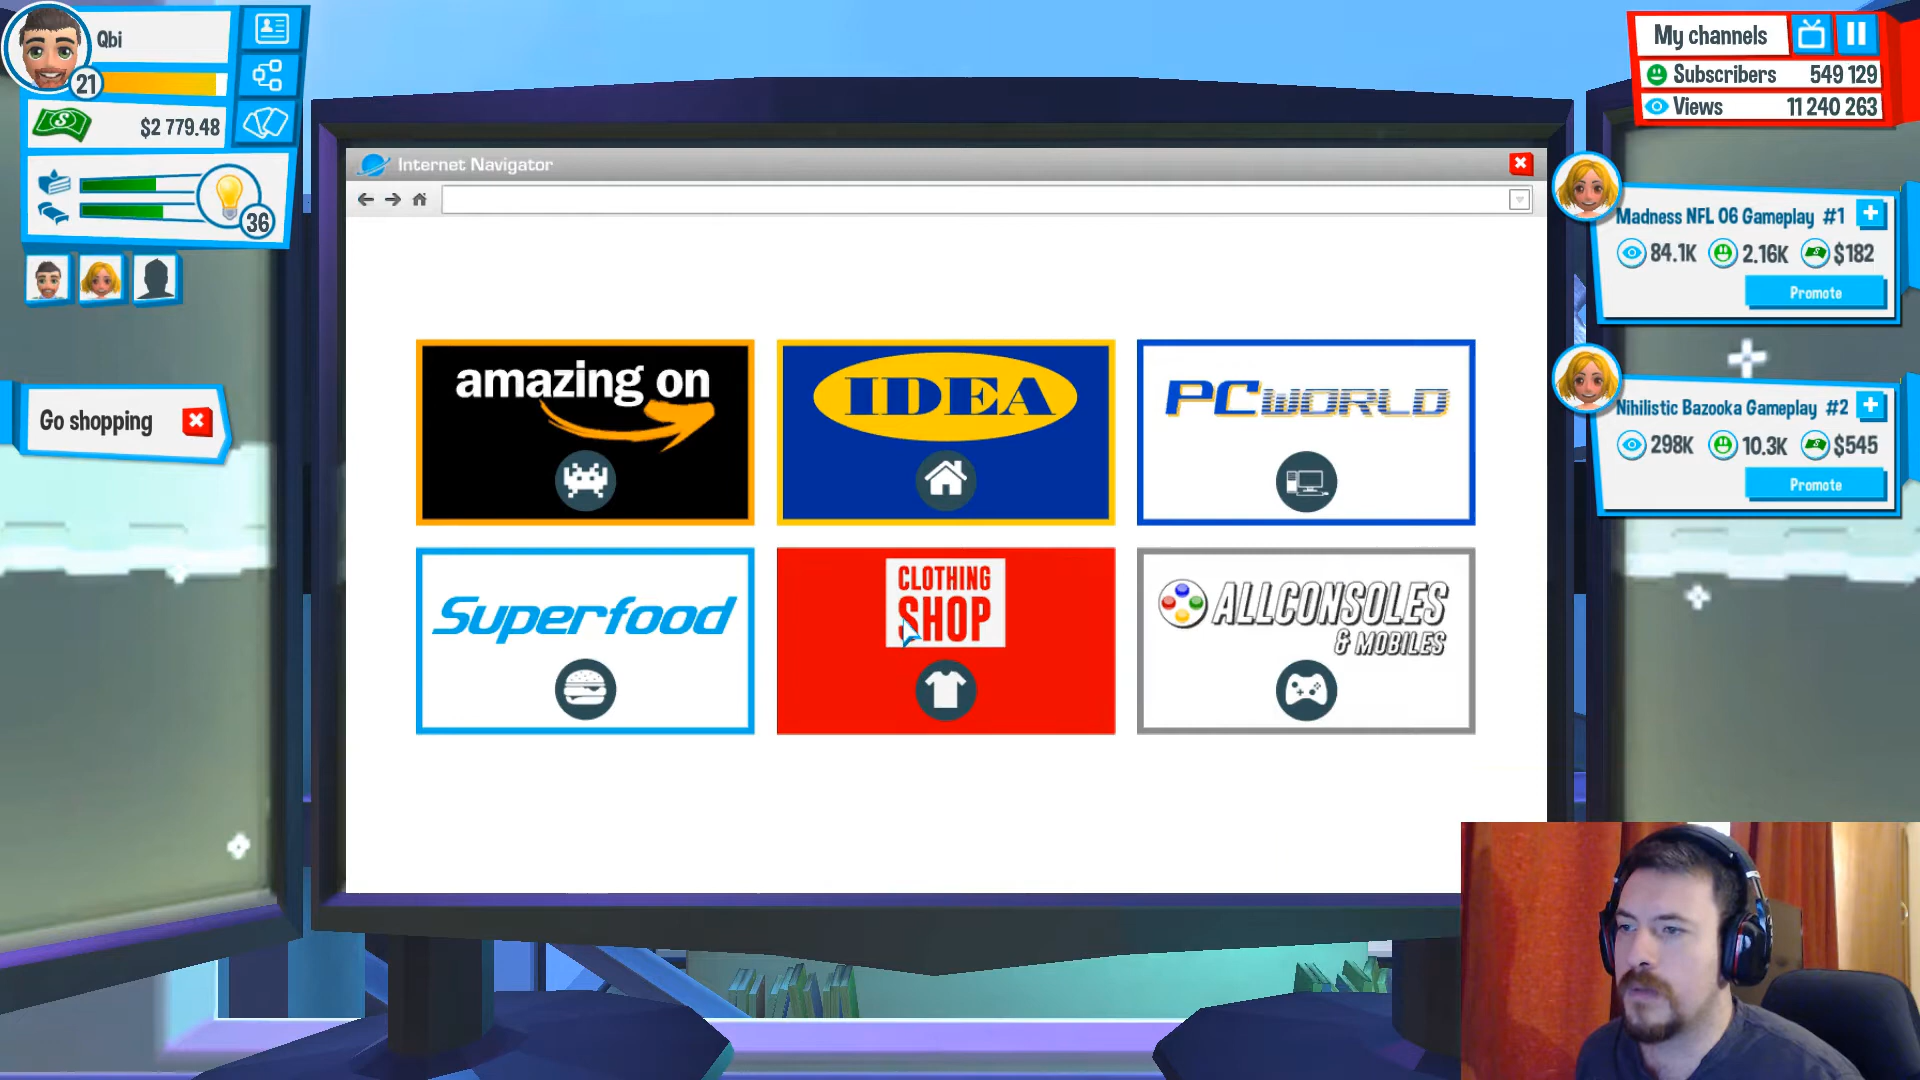 Qbi
21
$2 779.48
36
Go shopping
Internet Navigator
amazing on
IDEA
PC WORLD
Superfood
CLOTHING
SHOP
ALLCONSOLES
& MOBILES
My channels
Subscribers 549 129
Views 11 240 263
Madness NFL 06 Gameplay #1
84.1K 2.16K $182
Promote
Nihilistic Bazooka Gameplay #2
298K 10.3K $545
Promote